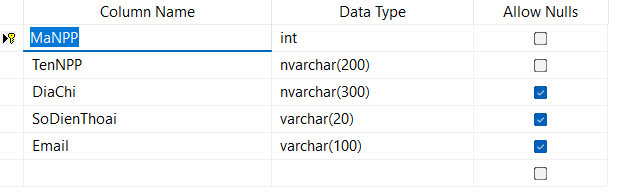 Column Name Data Type Allow Nulls
MaNPP int
TenNPP nvarchar(200)
DiaChi nvarchar(300)
SoDienThoai varchar(20)
Email varchar(100)